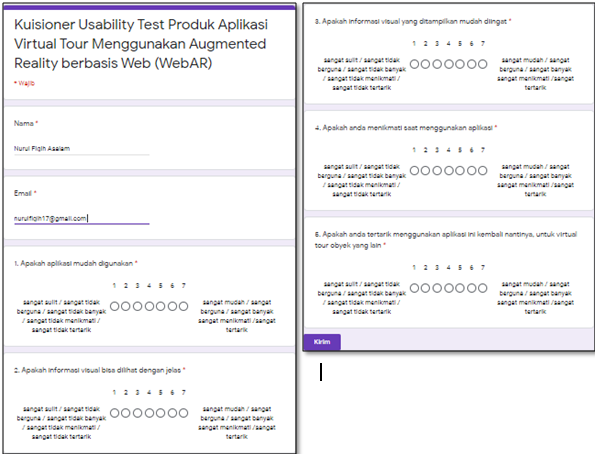 Kuisioner Usability Test Produk Aplikasi
Virtual Tour Menggunakan Augmented
Reality berbasis Web (WebAR)
* Wajib
Nama *
Nurul Fiqih Assalam
Email *
nurulfiqih17@gmail.com
1. Apakah aplikasi mudah digunakan *
1 2 3 4 5 6 7
sangat sulit / sangat tidak
berguna / sangat tidak banyak
/ sangat tidak menikmati /
sangat tidak tertarik
sangat mudah / sangat
berguna / sangat banyak
sangat menikmati /sangat
tertarik
2. Apakah informasi visual bisa dilihat dengan jelas *
1 2 3 4 5 6 7
sangat sulit / sangat tidak
berguna / sangat tidak banyak
/ sangat tidak menikmati /
sangat tidak tertarik
sangat mudah / sangat
berguna / sangat banyak
sangat menikmati /sangat
tertarik
3. Apakah informasi visual yang ditampilkan mudah diingat *
1 2 3 4 5 6 7
sangat sulit / sangat tidak
berguna / sangat tidak banyak
/ sangat tidak menikmati /
sangat tidak tertarik
sangat mudah / sangat
berguna / sangat banyak
sangat menikmati /sangat
tertarik
4. Apakah anda menikmati saat menggunakan aplikasi *
1 2 3 4 5 6 7
sangat sulit / sangat tidak
berguna / sangat tidak banyak
/ sangat tidak menikmati /
sangat tidak tertarik
sangat mudah / sangat
berguna / sangat banyak
sangat menikmati /sangat
tertarik
5. Apakah anda tertarik menggunakan aplikasi ini kembali nantinya, untuk virtual
tour obyek yang lain *
1 2 3 4 5 6 7
sangat sulit / sangat tidak
berguna / sangat tidak banyak
/ sangat tidak menikmati /
sangat tidak tertarik
sangat mudah / sangat
berguna / sangat banyak
sangat menikmati /sangat
tertarik
Kirim